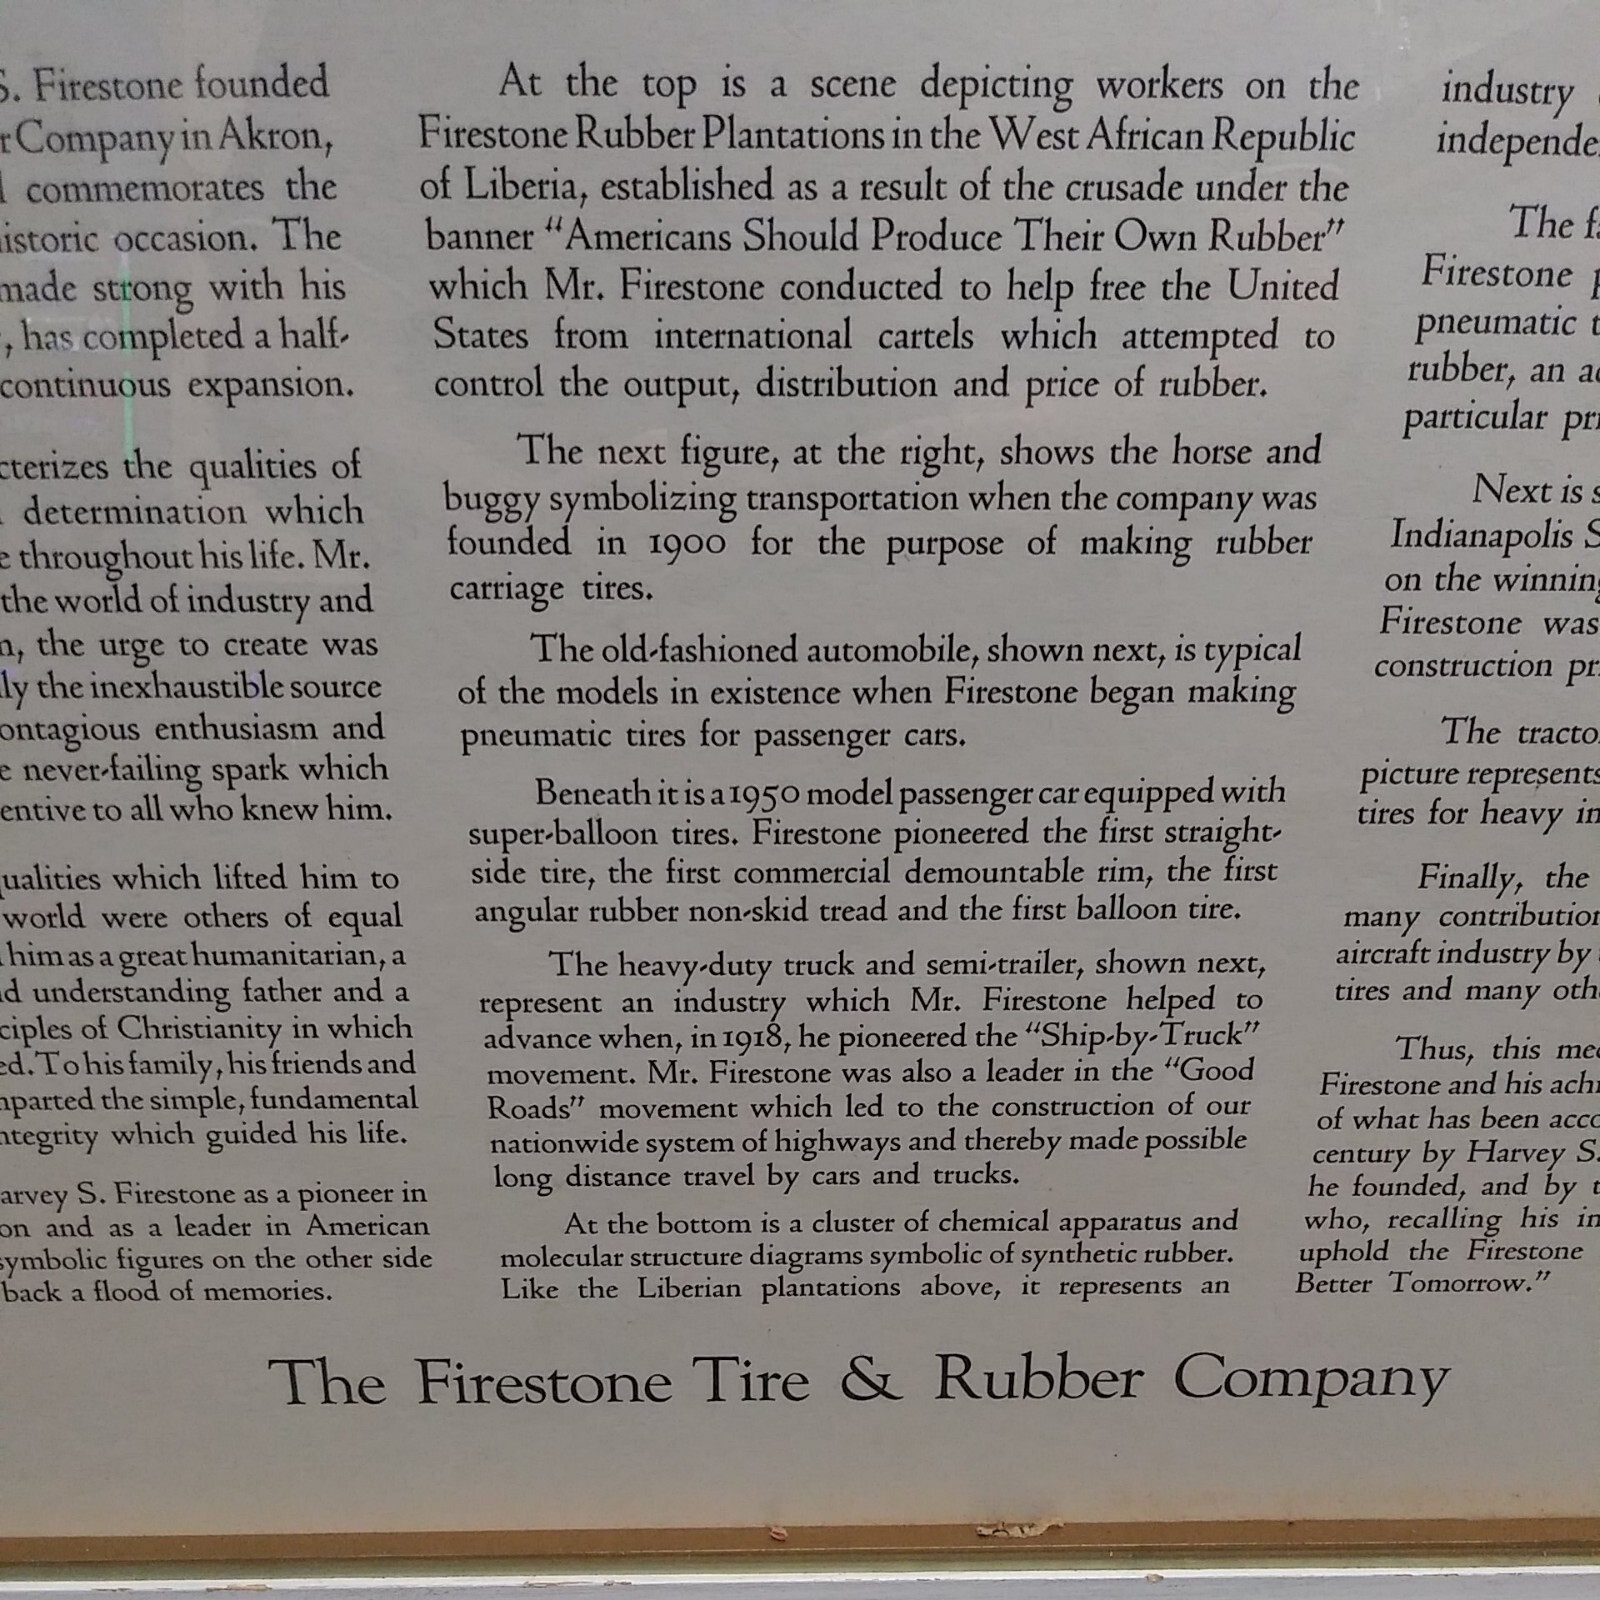 S. Firestone founded
Company in Akron,
commemorates the
occasion. The
made strong with his
, has completed a half-
continuous expansion.
the qualities of
determination which
throughout his life. Mr.
the world of industry and
the urge to create was
the inexhaustible source
enthusiasm and
never-failing spark which
to all who knew him.
qualities which lifted him to
world were others of equal
him as a great humanitarian, a
understanding father and a
of Christianity in which
To his family, his friends and
the simple, fundamental
which guided his life.
S. Firestone as a pioneer in
and as a leader in American
symbolic figures on the other side
back a flood of memories.
At the top is a scene depicting workers on the
Firestone Rubber Plantations in the West African Republic
of Liberia, established as a result of the crusade under the
banner "Americans Should Produce Their Own Rubber"
which Mr. Firestone conducted to help free the United
States from international cartels which attempted to
control the output, distribution and price of rubber.
The next figure, at the right, shows the horse and
buggy symbolizing transportation when the company was
founded in 1900 for the purpose of making rubber
carriage tires.
The old-fashioned automobile, shown next, is typical
of the models in existence when Firestone began making
pneumatic tires for passenger cars.
Beneath it is a 1950 model passenger car equipped with
super-balloon tires. Firestone pioneered the first straight-
side tire, the first commercial demountable rim, the first
angular rubber non-skid tread and the first balloon tire.
The heavy-duty truck and semi-trailer, shown next,
represent an industry which Mr. Firestone helped to
advance when, in 1918, he pioneered the "Ship-by-Truck"
movement. Mr. Firestone was also a leader in the "Good
Roads" movement which led to the construction of our
nationwide system of highways and thereby made possible
long distance travel by cars and trucks.
At the bottom is a cluster of chemical apparatus and
molecular structure diagrams symbolic of synthetic rubber.
Like the Liberian plantations above, it represents an
industry
The
Firestone
pneumatic
rubber, an
particular
Next is
Indianapolis
on the
Firestone was
construction
The
picture represents
tires for heavy
Finally, the
many
aircraft industry by
tires and many
Thus, this
Firestone and his
of what has been
century by Harvey S.
he founded, and by
who, recalling his
uphold the Firestone
Better Tomorrow."
The Firestone Tire & Rubber Company